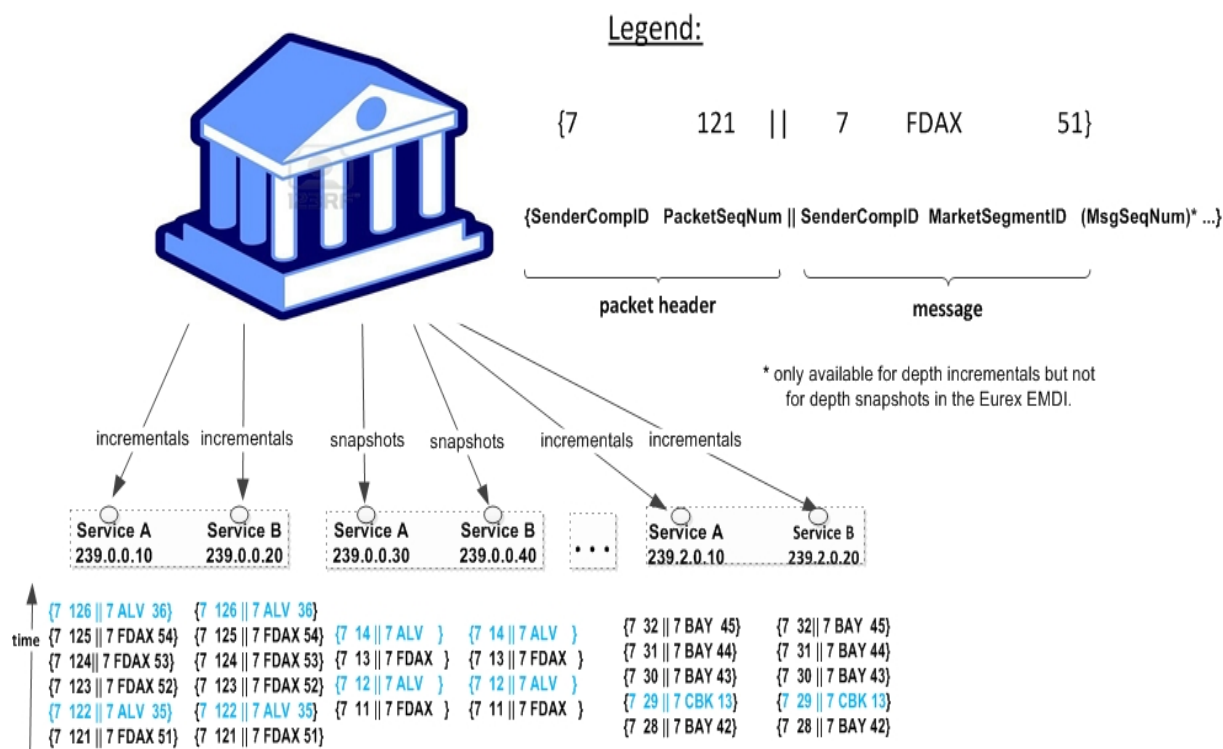 Legend:
{7 121 || 7 FDAX 51}
123RF
{SenderCompID PacketSeqNum || SenderCompID MarketSegmentID (MsgSeqNum)* ...}
packet header message
* only available for depth incrementals but not
for depth snapshots in the Eurex EMDI.
incrementals incrementals snapshots snapshots incrementals incrementals
Service A Service B Service A Service B Service A Service B
239.0.0.10 239.0.0.20 239.0.0.30 239.0.0.40 ... 239.2.0.10 239.2.0.20
time
{7 126 || 7 ALV 36} {7 126 || 7 ALV 36}
{7 125 || 7 FDAX 54} {7 125 || 7 FDAX 54} {7 14 || 7 ALV } {7 14 || 7 ALV } {7 32 || 7 BAY 45} {7 32|| 7 BAY 45}
{7 124|| 7 FDAX 53} {7 124 || 7 FDAX 53} {7 13 || 7 FDAX } {7 13 || 7 FDAX } {7 31 || 7 BAY 44} {7 31 || 7 BAY 44}
{7 123 || 7 FDAX 52} {7 123 || 7 FDAX 52} {7 12 || 7 ALV } {7 12 || 7 ALV } {7 30 || 7 BAY 43} {7 30 || 7 BAY 43}
{7 122 || 7 ALV 35} {7 122 || 7 ALV 35} {7 11 || 7 FDAX } {7 11 || 7 FDAX } {7 29 || 7 CBK 13} {7 29 || 7 CBK 13}
{7 121 || 7 FDAX 51} {7 121 || 7 FDAX 51} {7 28 || 7 BAY 42} {7 28 || 7 BAY 42}